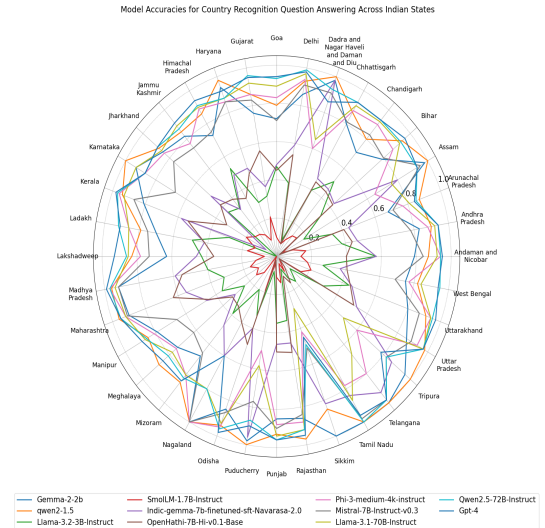 Model Accuracies for Country Recognition Question Answering Across Indian States
Goa
Delhi
Dadra and
Nagar Haveli
and Daman
and Diu
Chhattisgarh
Chandigarh
Bihar
Assam
Arunachal
Pradesh
Andhra
Pradesh
Andaman and
Nicobar
West Bengal
Uttarakhand
Uttar
Pradesh
Tripura
Telangana
Tamil Nadu
Sikkim
Rajasthan
Punjab
Puducherry
Odisha
Nagaland
Mizoram
Meghalaya
Manipur
Maharashtra
Madhya
Pradesh
Lakshadweep
Ladakh
Kerala
Karnataka
Jharkhand
Jammu
Kashmir
Himachal
Pradesh
Haryana
Gujarat
0.2
0.4
0.6
0.8
1.0
Gemma-2-2b
qwen2-1.5
Llama-3.2-3B-Instruct
SmolLM-1.7B-Instruct
Indic-gemma-7b-finetuned-sft-Navarasa-2.0
OpenHathi-7B-Hi-v0.1-Base
Phi-3-medium-4k-instruct
Mistral-7B-Instruct-v0.3
Llama-3.1-70B-Instruct
Qwen2.5-72B-Instruct
Gpt-4